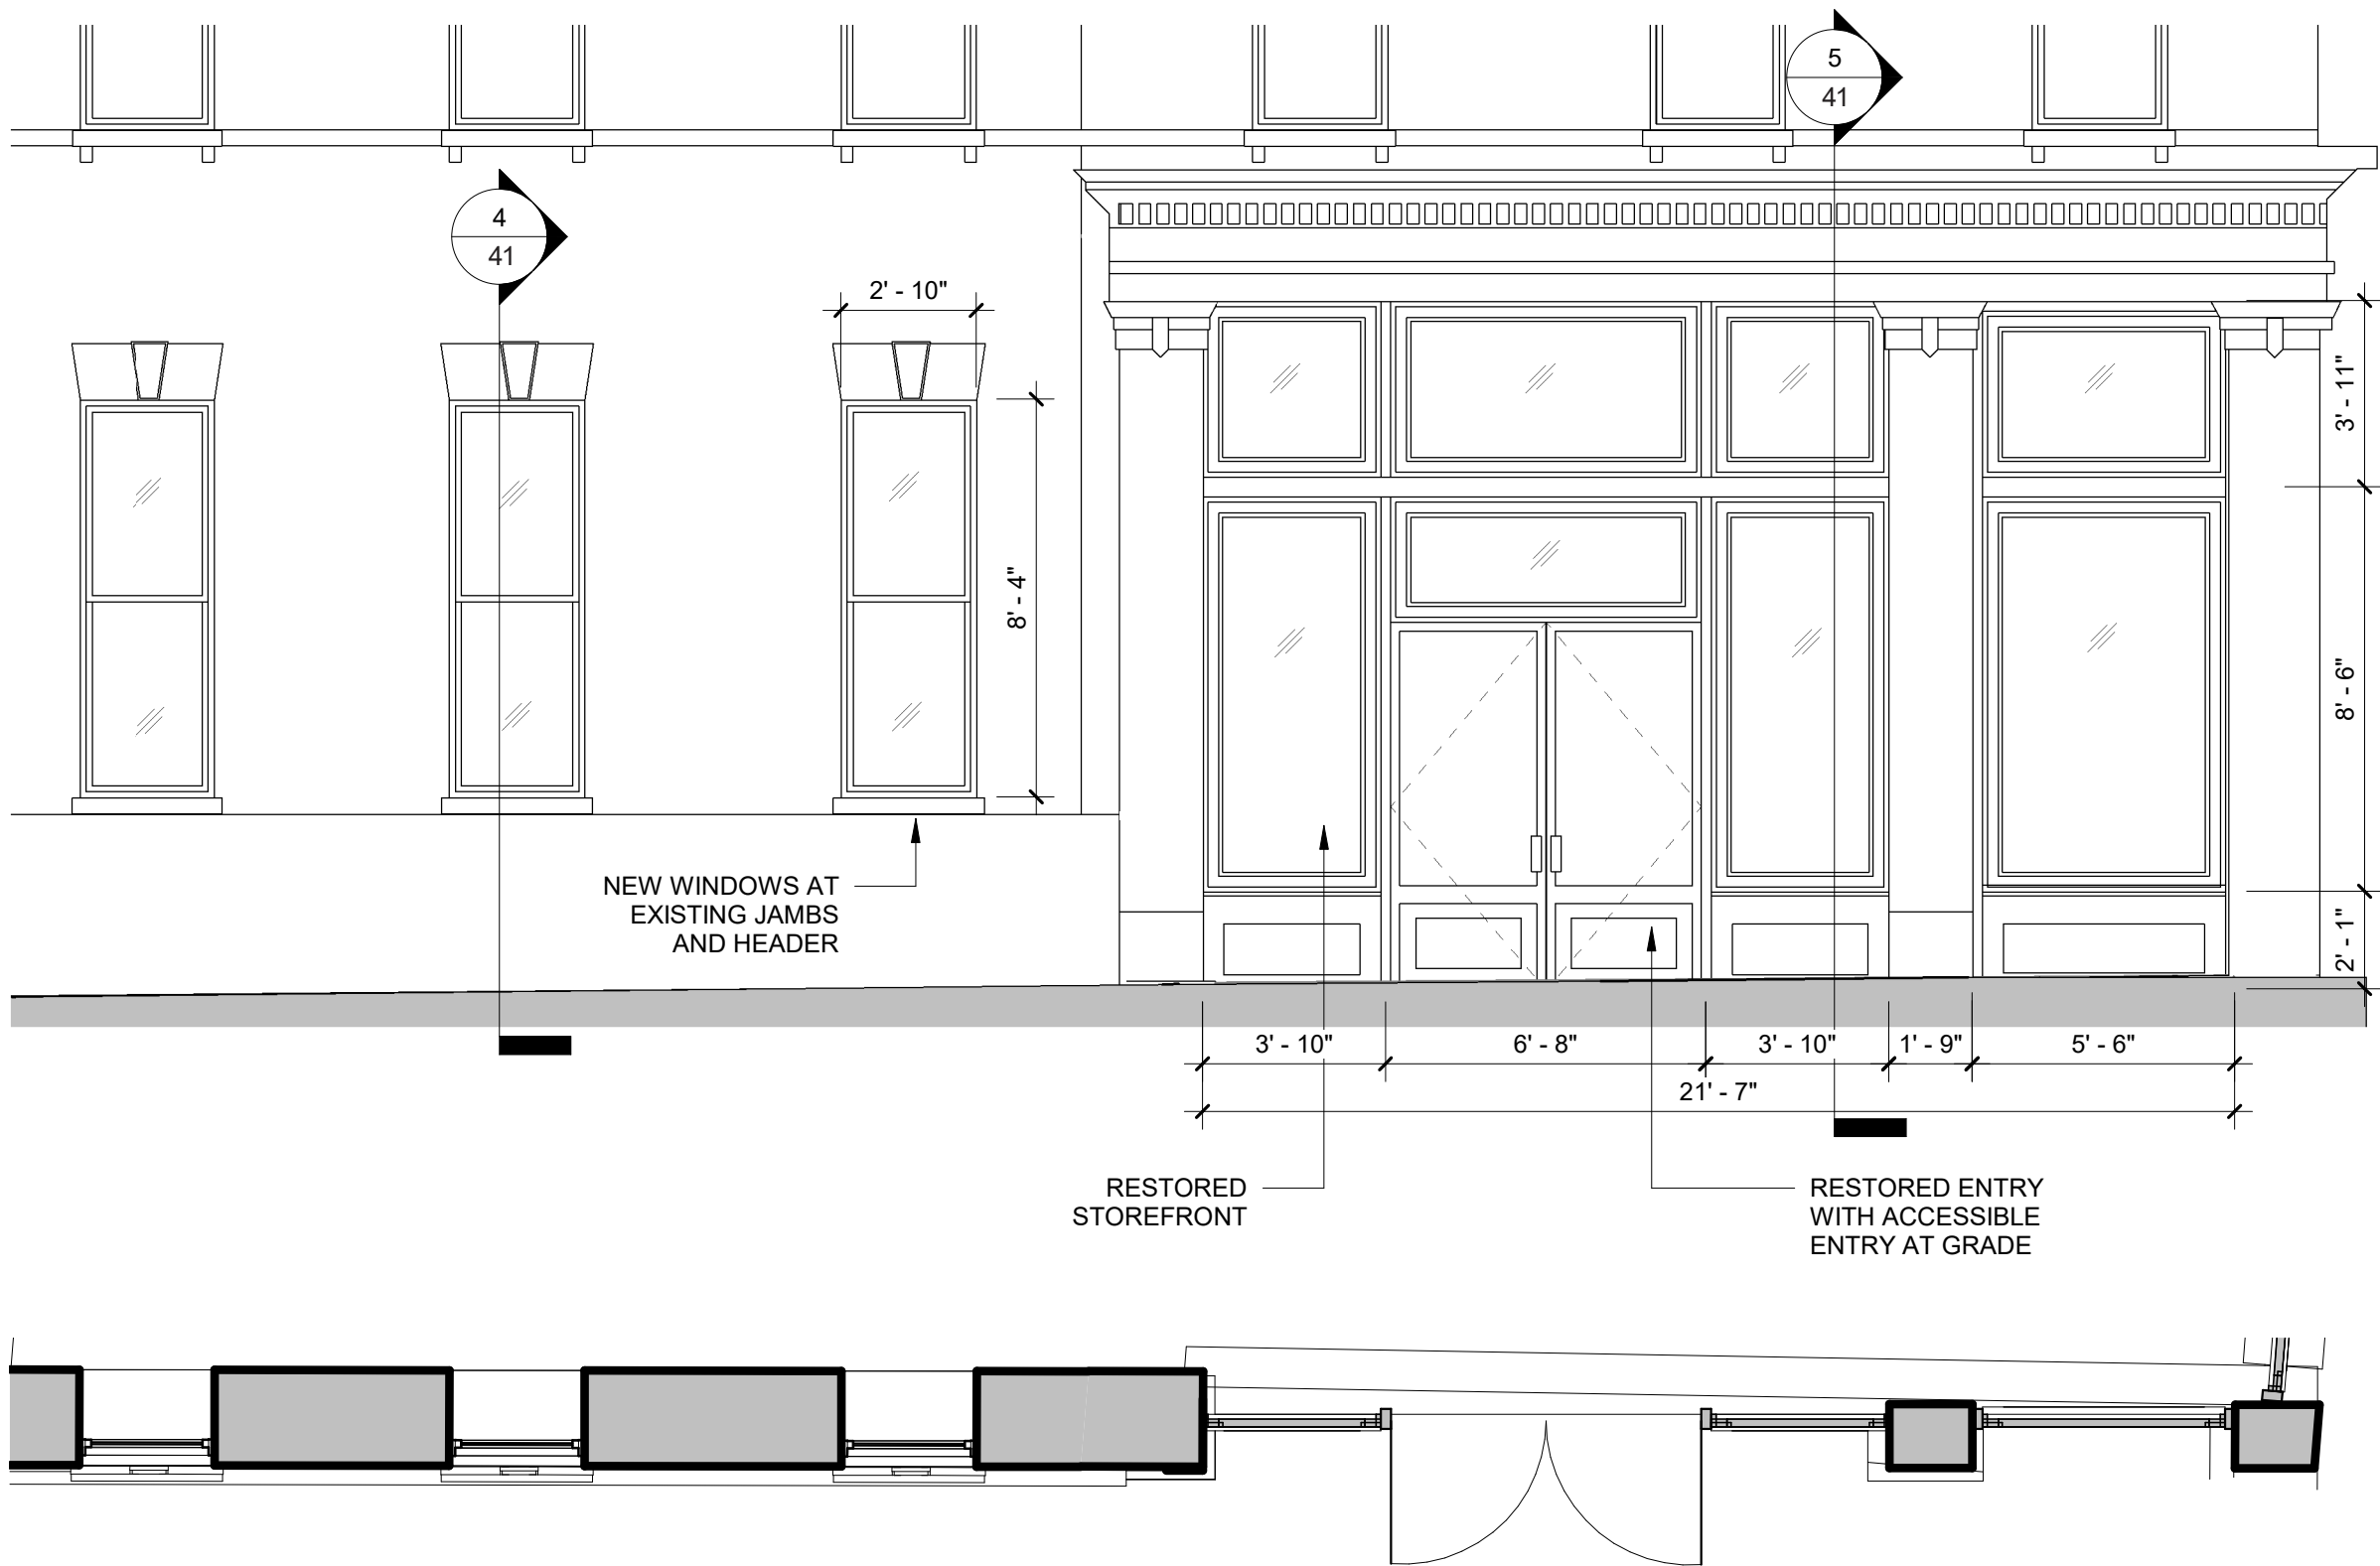 5
41
4
41
2' - 10"
3' - 11"
8' - 4"
8' - 6"
NEW WINDOWS AT
EXISTING JAMBS
AND HEADER
2' - 1"
3' - 10"
6' - 8"
3' - 10"
1' - 9"
5' - 6"
21' - 7"
RESTORED
STOREFRONT
RESTORED ENTRY
WITH ACCESSIBLE
ENTRY AT GRADE